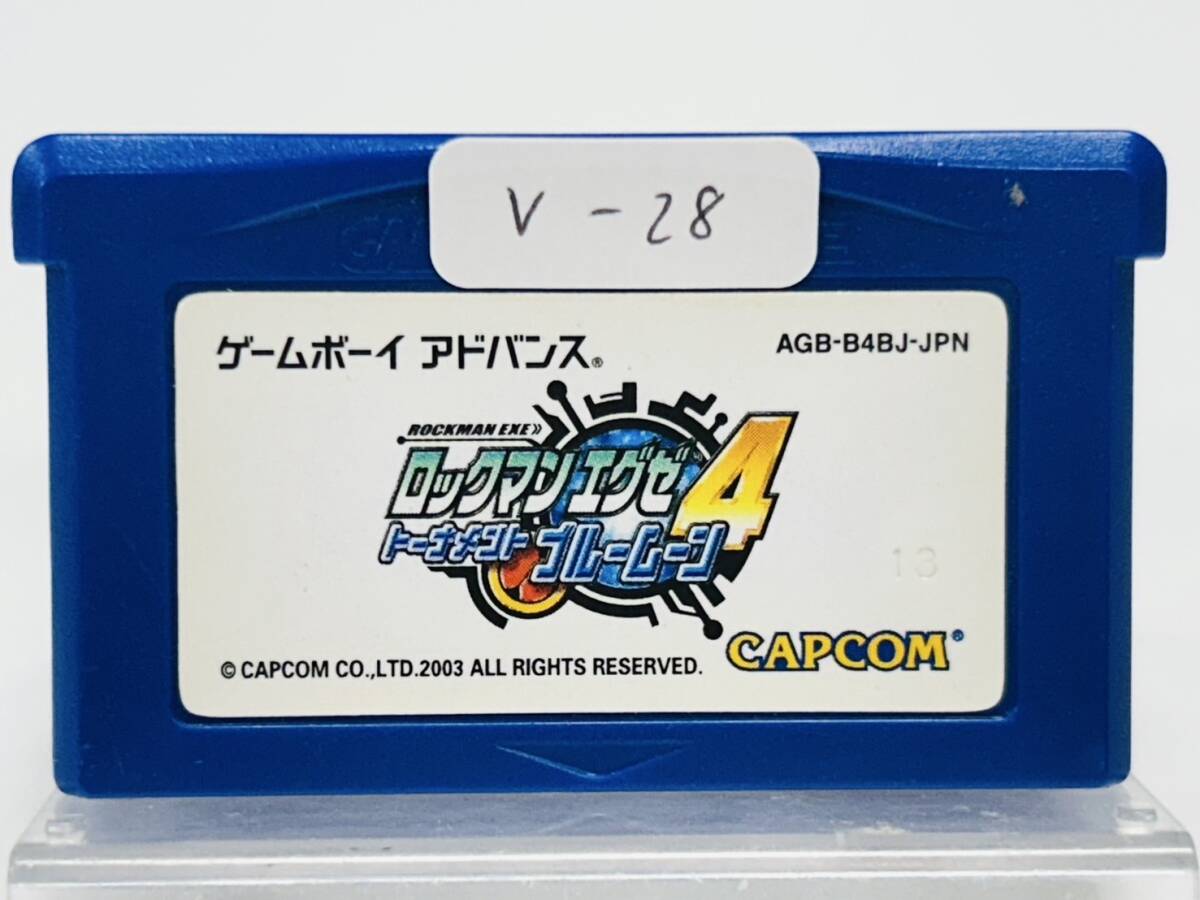 V - 28
ゲームボーイ アドバンス®
AGB-B4BJ-JPN
ROCKMAN EXE
ロックマン エグゼ 4
トーナメント ブルームーン
13
CAPCOM®
© CAPCOM CO.,LTD.2003 ALL RIGHTS RESERVED.